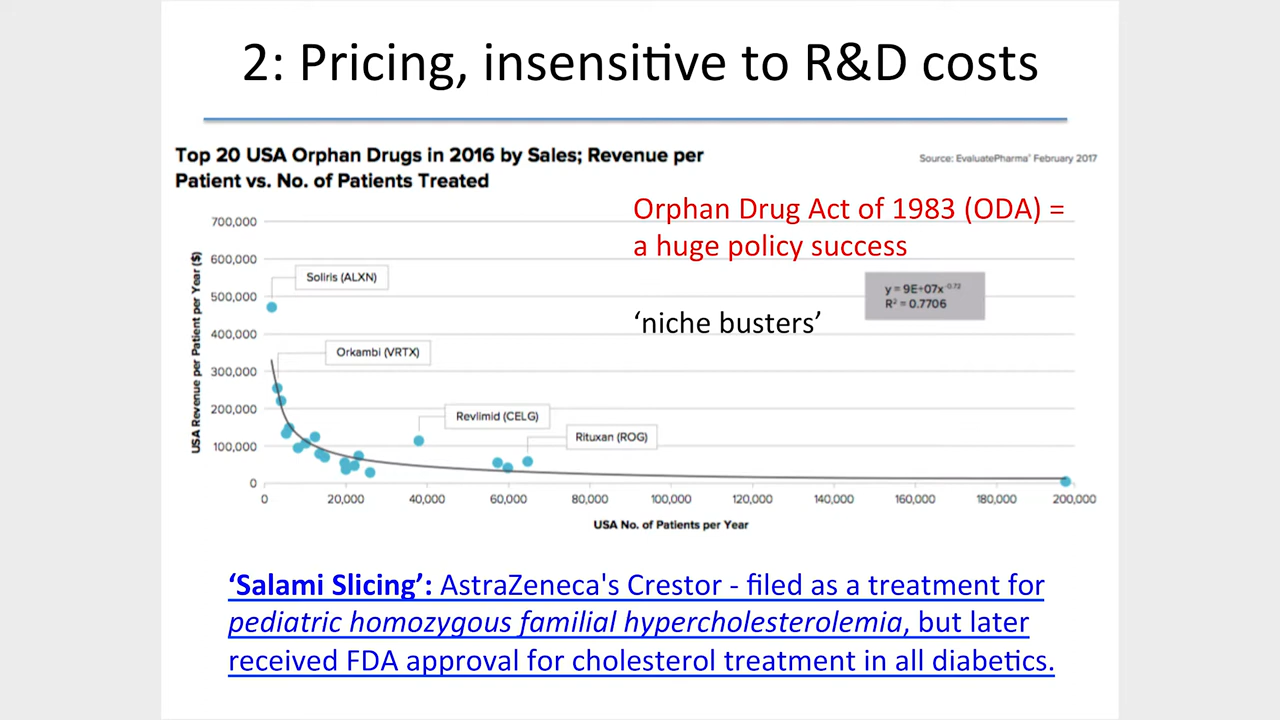 2: Pricing, insensitive to R&D costs
Top 20 USA Orphan Drugs in 2016 by Sales; Revenue per
Patient vs. No. of Patients Treated
Source: EvaluatePharma® February 2017
Orphan Drug Act of 1983 (ODA) =
a huge policy success
‘niche busters’
y = 9E+07x^-0.72
R² = 0.7706
USA Revenue per Patient per Year ($)
700,000
600,000
500,000
400,000
300,000
200,000
100,000
0
Soliris (ALXN)
Orkambi (VRTX)
Revlimid (CELG)
Rituxan (ROG)
0
20,000
40,000
60,000
80,000
100,000
120,000
140,000
160,000
180,000
200,000
USA No. of Patients per Year
‘Salami Slicing’: AstraZeneca's Crestor - filed as a treatment for
pediatric homozygous familial hypercholesterolemia, but later
received FDA approval for cholesterol treatment in all diabetics.